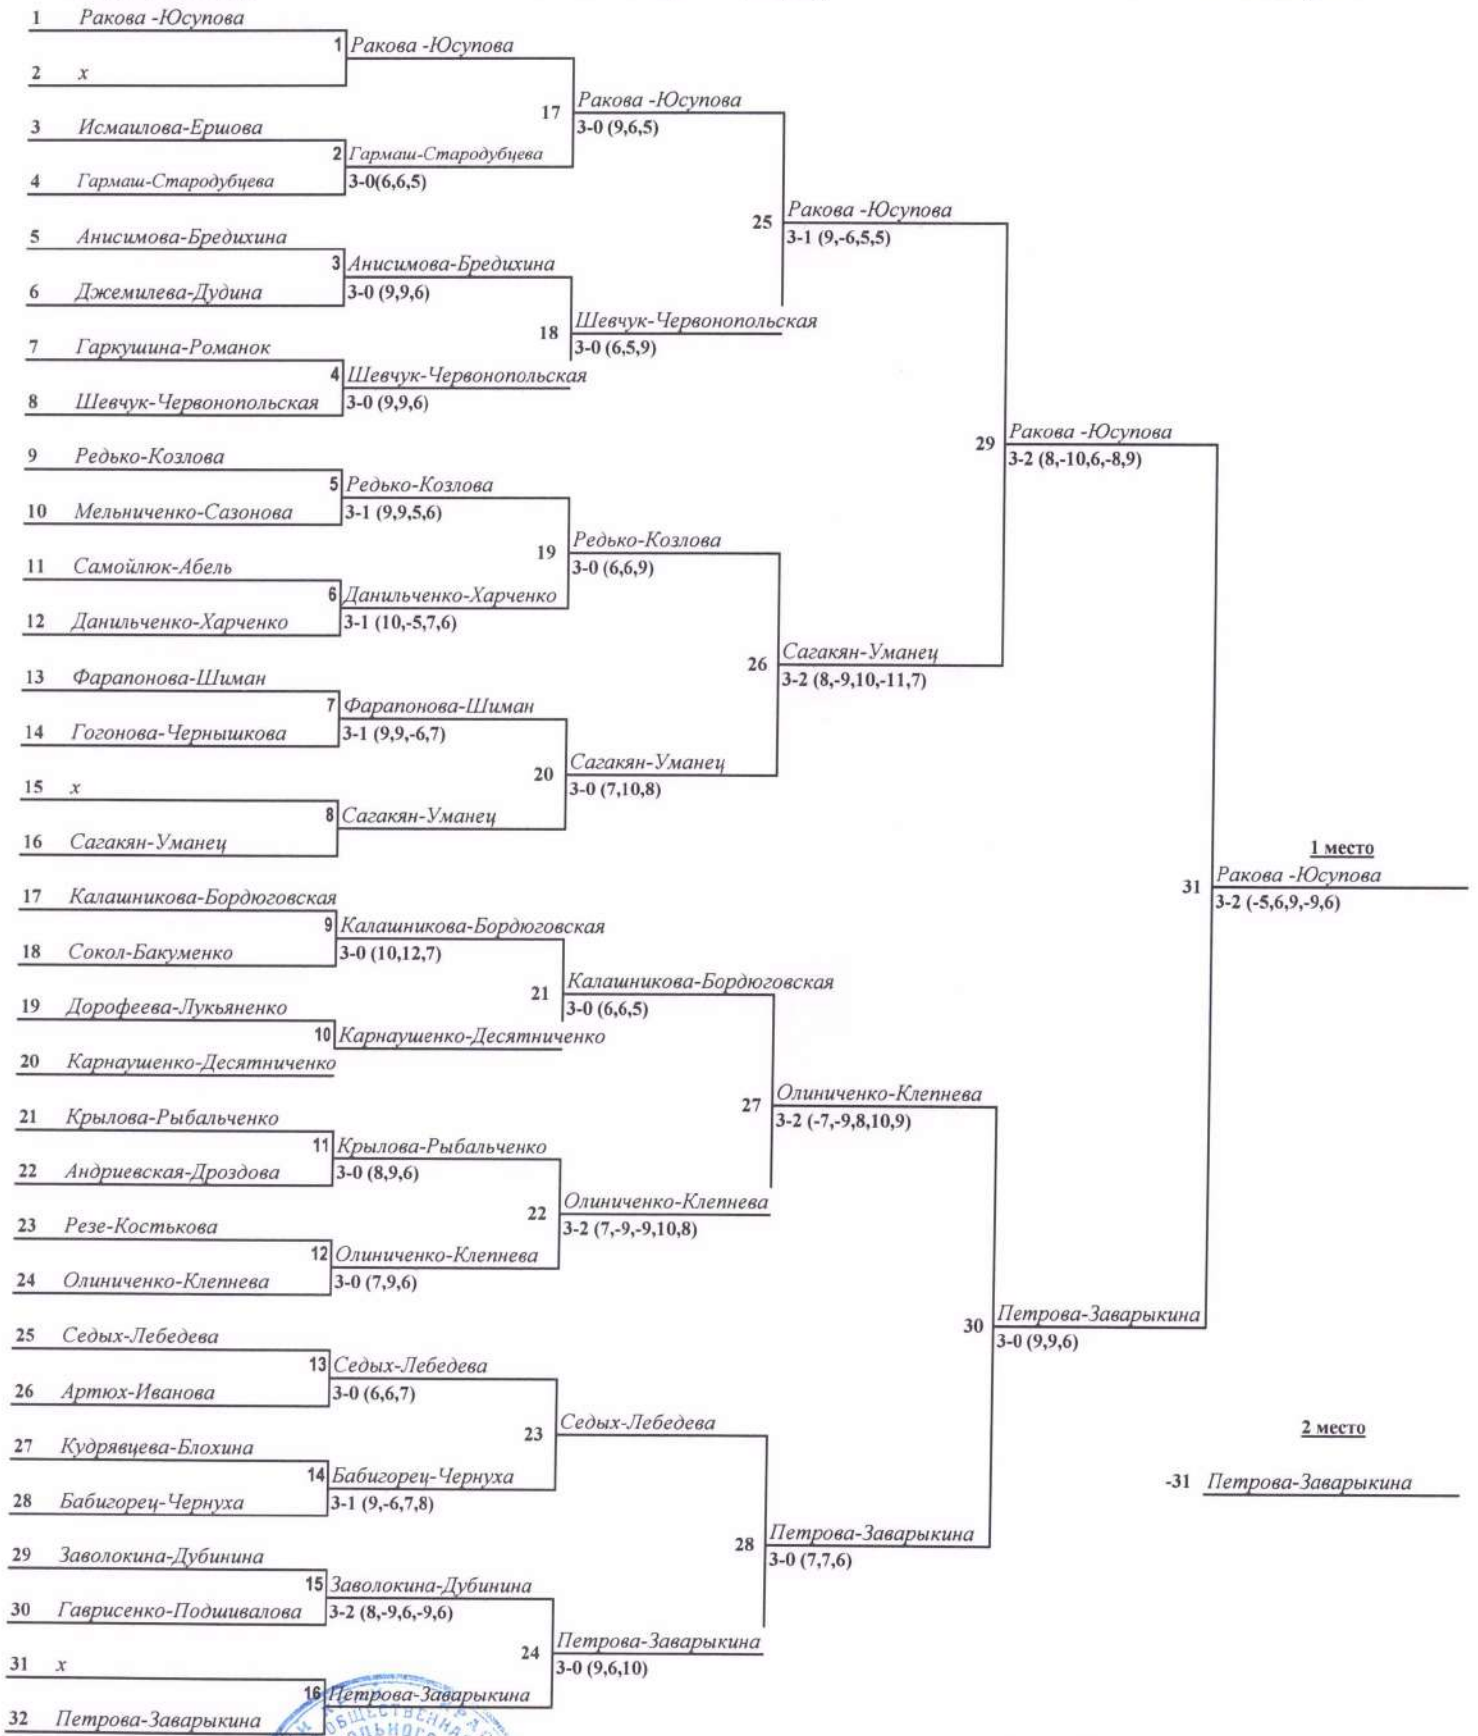 1 Ракова -Юсупова
1 Ракова -Юсупова
2 х
17 Ракова -Юсупова
3-0 (9,6,5)
3 Исмаилова-Ершова
2 Гармаш-Стародубцева
3-0(6,6,5)
4 Гармаш-Стародубцева
25 Ракова -Юсупова
3-1 (9,-6,5,5)
5 Анисимова-Бредихина
3 Анисимова-Бредихина
3-0 (9,9,6)
6 Джемилева-Дудина
18 Шевчук-Червонопольская
3-0 (6,5,9)
7 Гаркушина-Романок
4 Шевчук-Червонопольская
3-0 (9,9,6)
8 Шевчук-Червонопольская
29 Ракова -Юсупова
3-2 (8,-10,6,-8,9)
9 Редько-Козлова
5 Редько-Козлова
3-1 (9,9,5,6)
10 Мельниченко-Сазонова
19 Редько-Козлова
3-0 (6,6,9)
11 Самойлюк-Абель
6 Данильченко-Харченко
3-1 (10,-5,7,6)
12 Данильченко-Харченко
26 Сагакян-Уманец
3-2 (8,-9,10,-11,7)
13 Фарапонова-Шиман
7 Фарапонова-Шиман
3-1 (9,9,-6,7)
14 Гогонова-Чернышкова
20 Сагакян-Уманец
3-0 (7,10,8)
15 х
8 Сагакян-Уманец
16 Сагакян-Уманец
1 место
31 Ракова -Юсупова
3-2 (-5,6,9,-9,6)
17 Калашникова-Бордюговская
9 Калашникова-Бордюговская
3-0 (10,12,7)
18 Сокол-Бакуменко
21 Калашникова-Бордюговская
3-0 (6,6,5)
19 Дорофеева-Лукьяненко
10 Карнаушенко-Десятниченко
20 Карнаушенко-Десятниченко
27 Олиниченко-Клепнева
3-2 (-7,-9,8,10,9)
21 Крылова-Рыбальченко
11 Крылова-Рыбальченко
3-0 (8,9,6)
22 Андриевская-Дроздова
22 Олиниченко-Клепнева
3-2 (7,-9,-9,10,8)
23 Резе-Костькова
12 Олиниченко-Клепнева
3-0 (7,9,6)
24 Олиниченко-Клепнева
30 Петрова-Заварыкина
3-0 (9,9,6)
25 Седых-Лебедева
13 Седых-Лебедева
3-0 (6,6,7)
26 Артюх-Иванова
23 Седых-Лебедева
27 Кудрявцева-Блохина
14 Бабигорец-Чернуха
3-1 (9,-6,7,8)
28 Бабигорец-Чернуха
2 место
-31 Петрова-Заварыкина
28 Петрова-Заварыкина
3-0 (7,7,6)
29 Заволокина-Дубинина
15 Заволокина-Дубинина
3-2 (8,-9,6,-9,6)
30 Гаврисенко-Подшивалова
24 Петрова-Заварыкина
3-0 (9,6,10)
31 х
16 Петрова-Заварыкина
32 Петрова-Заварыкина
ОБЩЕСТВЕННАЯ